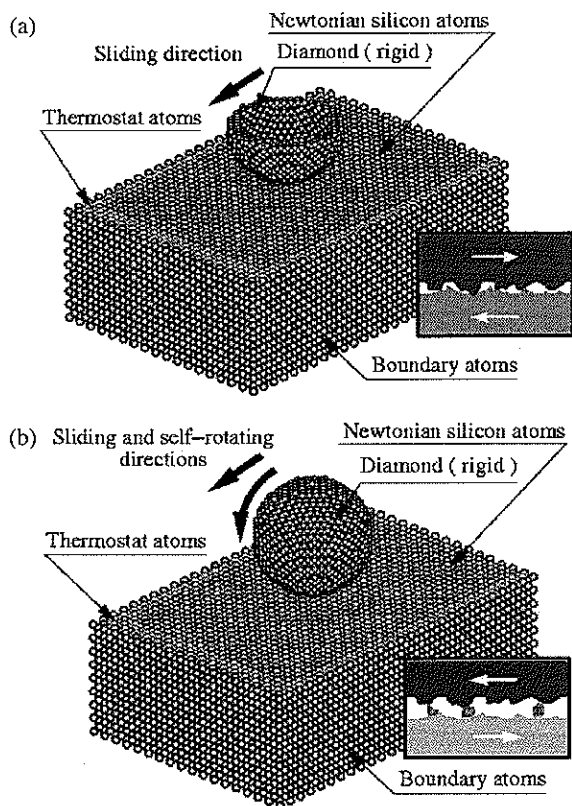 (a)
Newtonian silicon atoms
Diamond ( rigid )
Sliding direction
Thermostat atoms
Boundary atoms
(b)
Sliding and self-rotating
directions
Newtonian silicon atoms
Diamond ( rigid )
Thermostat atoms
Boundary atoms